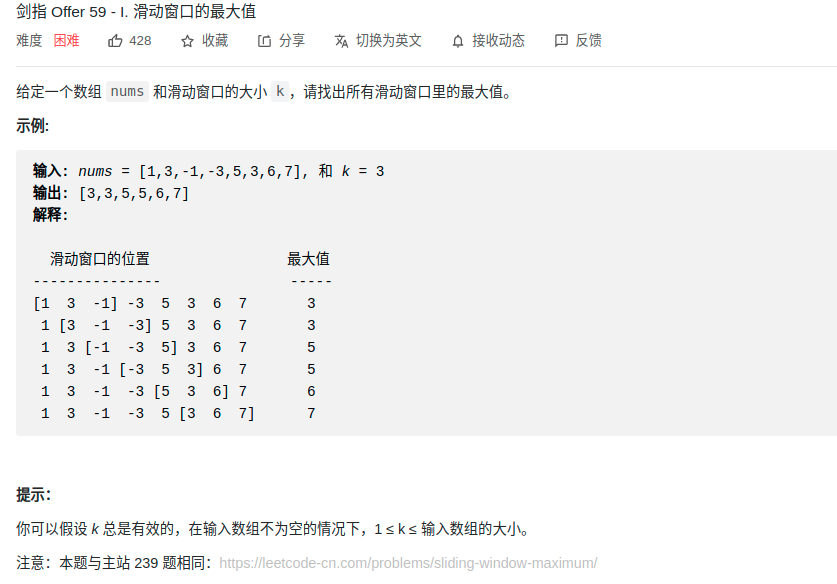 剑指 Offer 59 - I. 滑动窗口的最大值
难度 困难 428 收藏 分享 切换为英文 接收动态 反馈
给定一个数组 nums 和滑动窗口的大小 k，请找出所有滑动窗口里的最大值。
示例:
输入: nums = [1,3,-1,-3,5,3,6,7], 和 k = 3
输出: [3,3,5,5,6,7]
解释:
滑动窗口的位置 最大值
--------------- -----
[1 3 -1] -3 5 3 6 7 3
1 [3 -1 -3] 5 3 6 7 3
1 3 [-1 -3 5] 3 6 7 5
1 3 -1 [-3 5 3] 6 7 5
1 3 -1 -3 [5 3 6] 7 6
1 3 -1 -3 5 [3 6 7] 7
提示：
你可以假设 k 总是有效的，在输入数组不为空的情况下，1 ≤ k ≤ 输入数组的大小。
注意：本题与主站 239 题相同：https://leetcode-cn.com/problems/sliding-window-maximum/